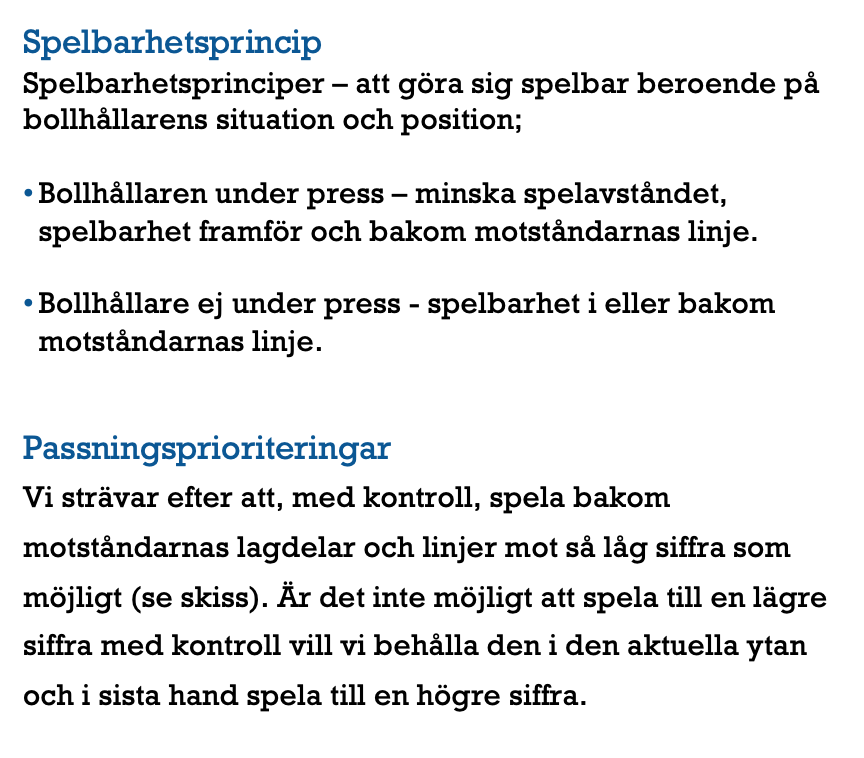 Spelbarhetsprincip
Spelbarhetsprinciper – att göra sig spelbar beroende på
bollhållarens situation och position;
• Bollhållaren under press – minska spelavståndet,
spelbarhet framför och bakom motståndarnas linje.
• Bollhållare ej under press - spelbarhet i eller bakom
motståndarnas linje.
Passningsprioriteringar
Vi strävar efter att, med kontroll, spela bakom
motståndarnas lagdelar och linjer mot så låg siffra som
möjligt (se skiss). Är det inte möjligt att spela till en lägre
siffra med kontroll vill vi behålla den i den aktuella ytan
och i sista hand spela till en högre siffra.